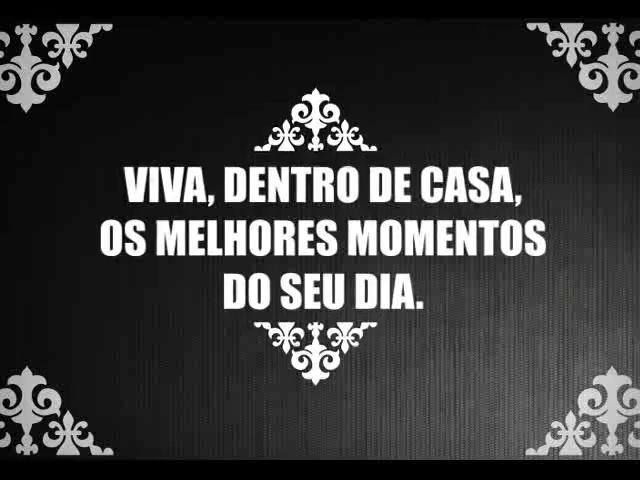 VIVA, DENTRO DE CASA,
OS MELHORES MOMENTOS
DO SEU DIA.